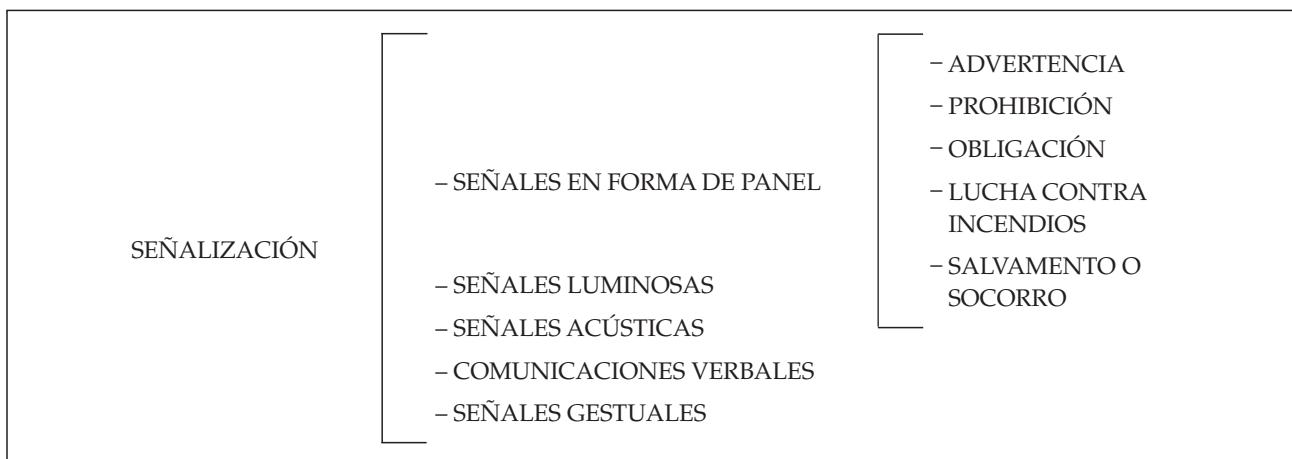 SEÑALIZACIÓN
– SEÑALES EN FORMA DE PANEL
– SEÑALES LUMINOSAS
– SEÑALES ACÚSTICAS
– COMUNICACIONES VERBALES
– SEÑALES GESTUALES
– ADVERTENCIA
– PROHIBICIÓN
– OBLIGACIÓN
– LUCHA CONTRA
INCENDIOS
– SALVAMENTO O
SOCORRO